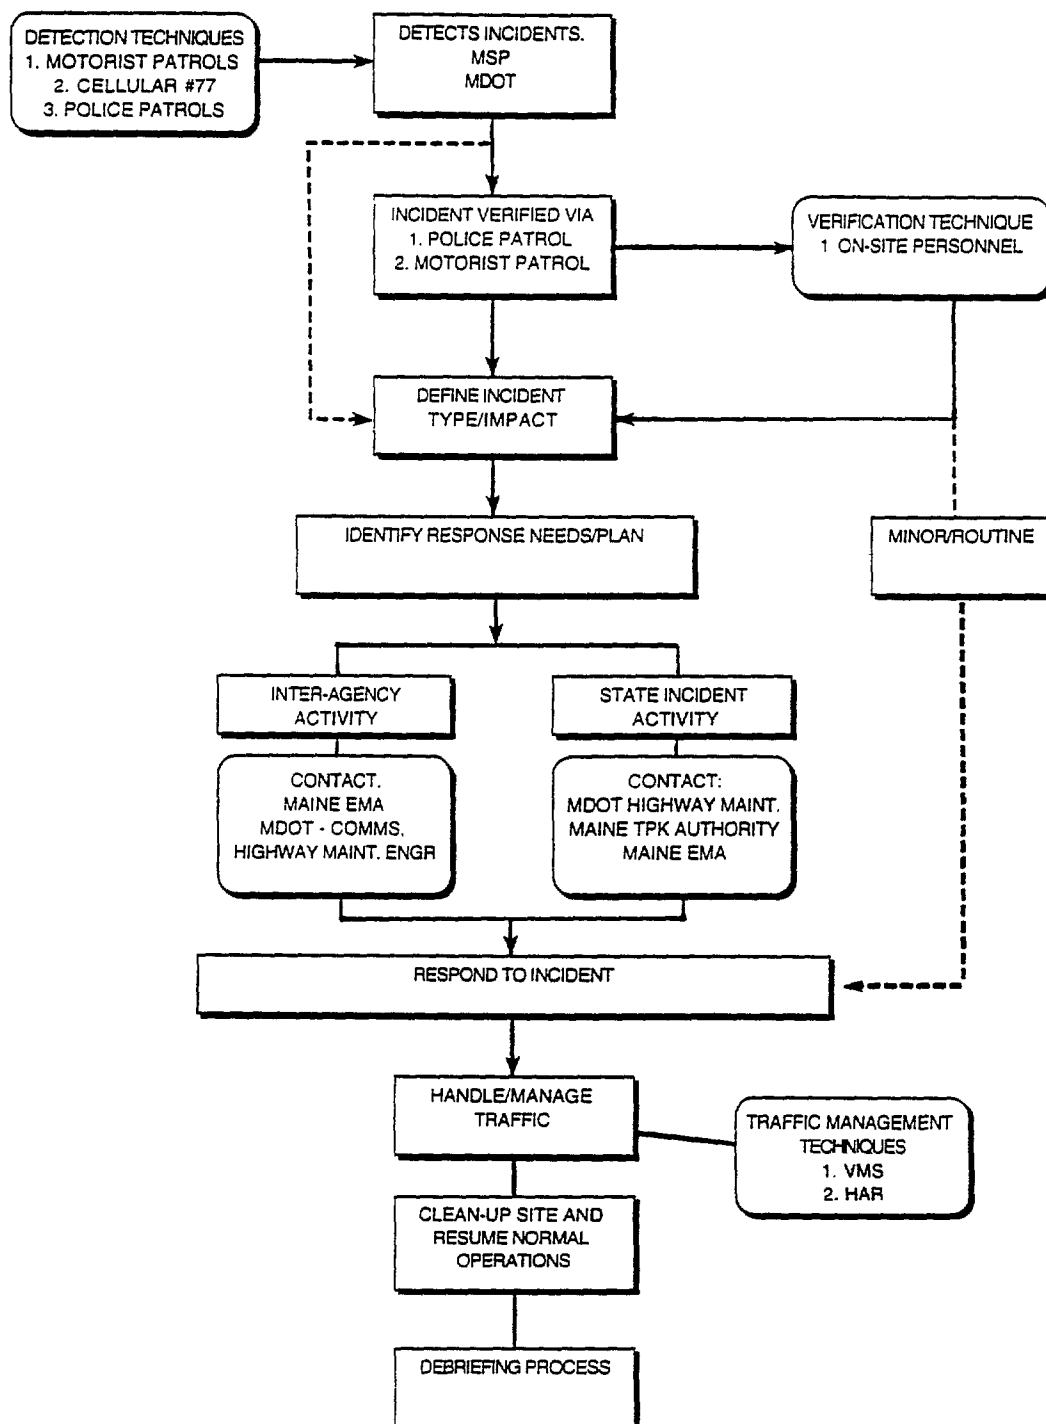 DETECTION TECHNIQUES
1. MOTORIST PATROLS
2. CELLULAR #77
3. POLICE PATROLS
DETECTS INCIDENTS.
MSP
MDOT
INCIDENT VERIFIED VIA
1. POLICE PATROL
2. MOTORIST PATROL
VERIFICATION TECHNIQUE
1 ON-SITE PERSONNEL
DEFINE INCIDENT
TYPE/IMPACT
IDENTIFY RESPONSE NEEDS/PLAN
MINOR/ROUTINE
INTER-AGENCY
ACTIVITY
STATE INCIDENT
ACTIVITY
CONTACT.
MAINE EMA
MDOT - COMMS,
HIGHWAY MAINT. ENGR
CONTACT:
MDOT HIGHWAY MAINT.
MAINE TPK AUTHORITY
MAINE EMA
RESPOND TO INCIDENT
HANDLE/MANAGE
TRAFFIC
TRAFFIC MANAGEMENT
TECHNIQUES
1. VMS
2. HAR
CLEAN-UP SITE AND
RESUME NORMAL
OPERATIONS
DEBRIEFING PROCESS